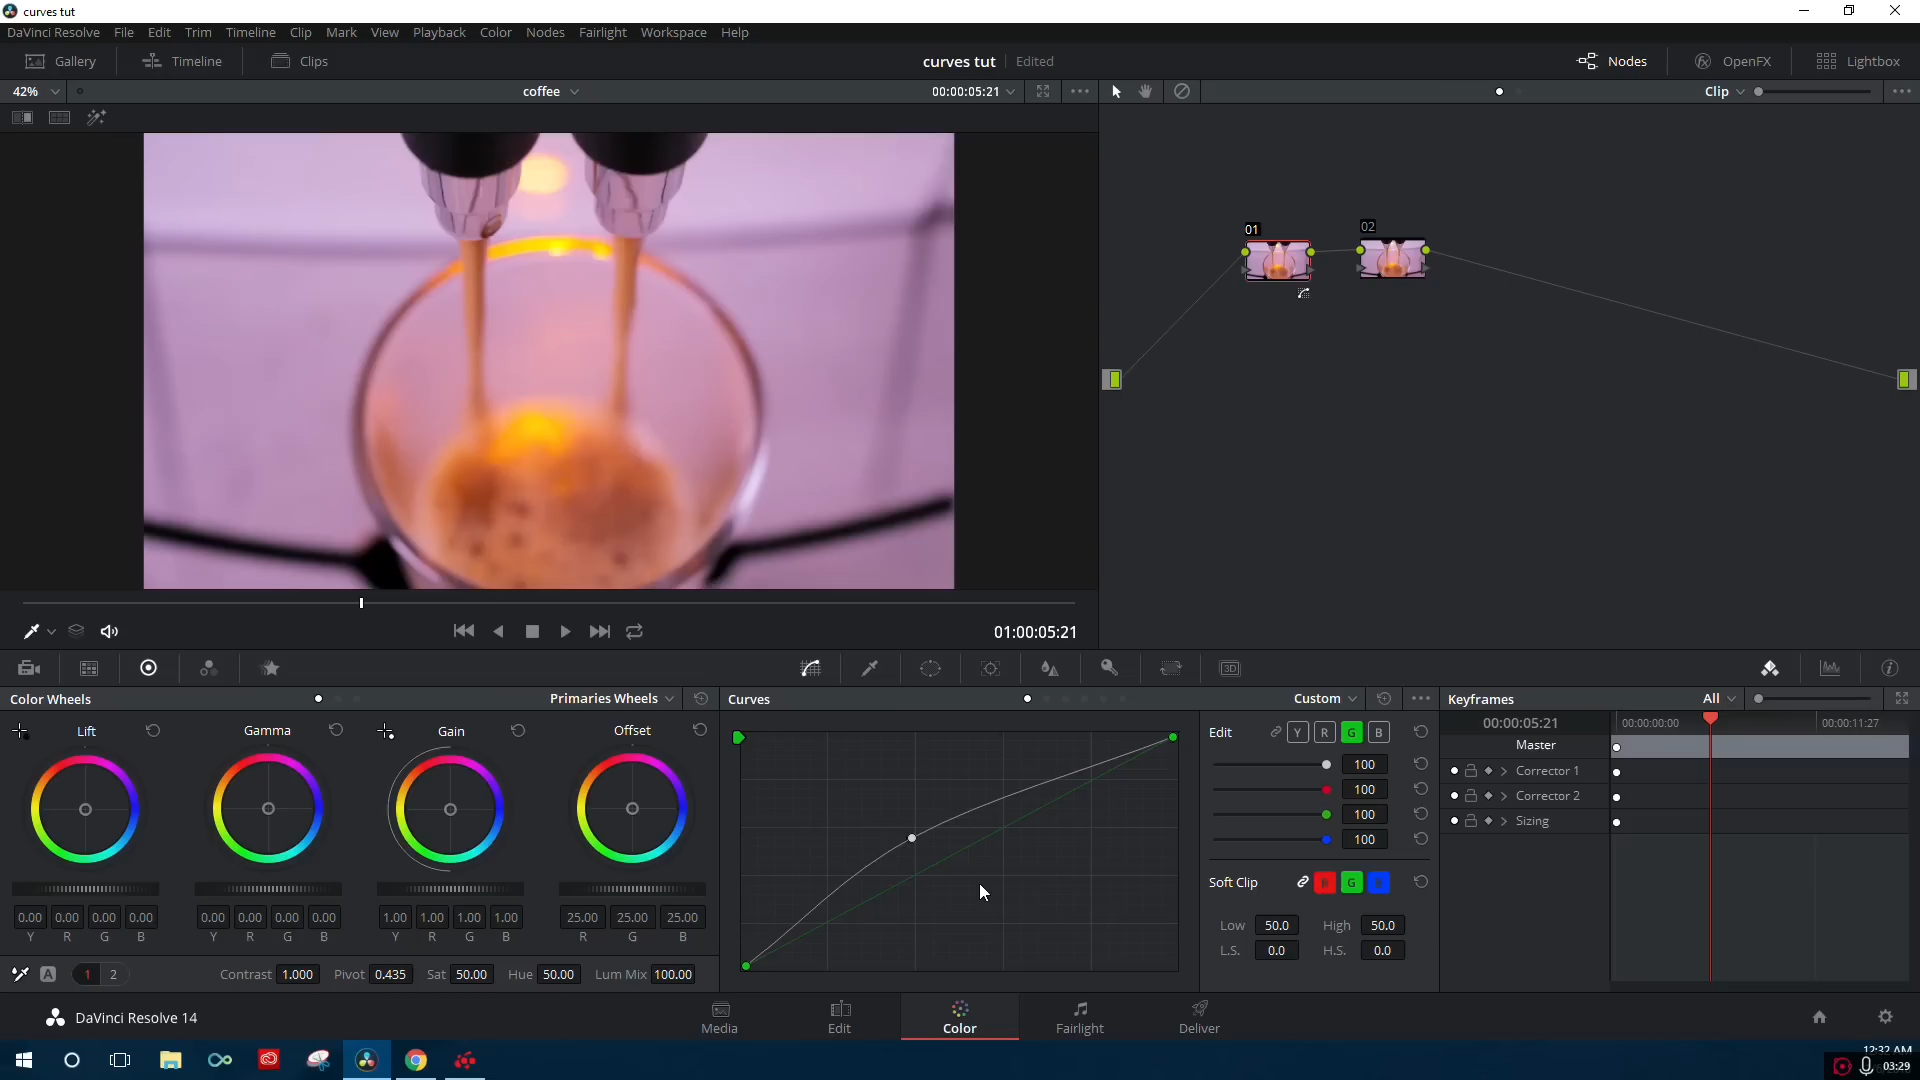 curves tut
DaVinci Resolve File Edit Trim Timeline Clip Mark View Playback Color Nodes Fairlight Workspace Help
Gallery Timeline Clips curves tut Edited Nodes OpenFX Lightbox
42% coffee 00:00:05:21 Clip
01 02
01:00:05:21
3D
Color Wheels Primaries Wheels Curves Custom Keyframes All
Lift Gamma Gain Offset Edit Y R G B 00:00:05:21 00:00:00:00 00:00:11:27
Master
100
Corrector 1
100
Corrector 2
100
Sizing
100
Soft Clip R G
0.00 0.00 0.00 0.00 0.00 0.00 0.00 0.00 1.00 1.00 1.00 1.00 25.00 25.00 25.00 Low 50.0 High 50.0
Y R G B Y R G B Y R G B R G B L.S. 0.0 H.S. 0.0
A 1 2 Contrast 1.000 Pivot 0.435 Sat 50.00 Hue 50.00 Lum Mix 100.00
DaVinci Resolve 14 Media Edit Color Fairlight Deliver
12:32 AM
03:29